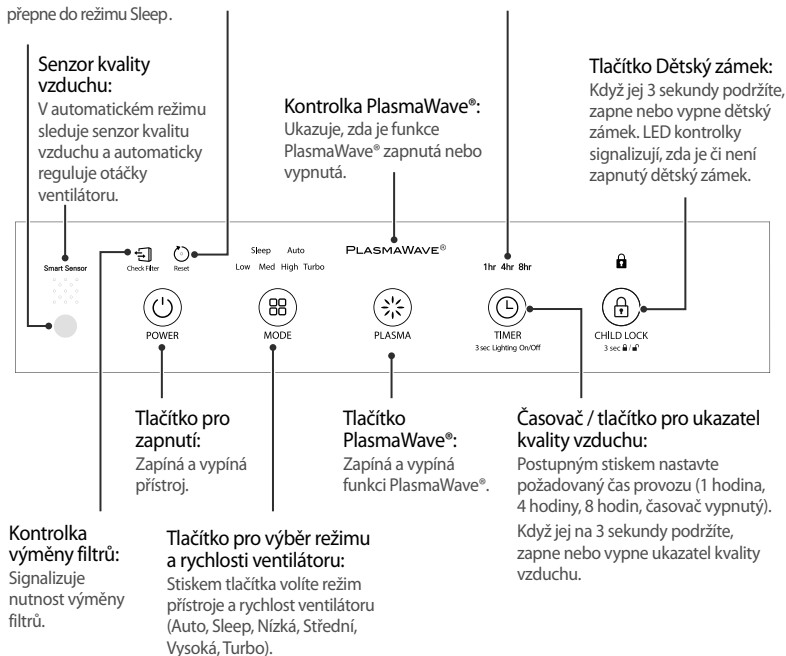 přepne do režimu Sleep.
Senzor kvality
vzduchu:
V automatickém režimu
sleduje senzor kvalitu
vzduchu a automaticky
reguluje otáčky
ventilátoru.
Kontrolka PlasmaWave®:
Ukazuje, zda je funkce
PlasmaWave® zapnutá nebo
vypnutá.
Tlačítko Dětský zámek:
Když jej 3 sekundy podržíte,
zapne nebo vypne dětský
zámek. LED kontrolky
signalizují, zda je či není
zapnutý dětský zámek.
Smart Sensor
Check Filter Reset
Sleep Auto
Low Med High Turbo
PLASMAWAVE®
1hr 4hr 8hr
POWER
MODE
PLASMA
TIMER
3 sec Lighting On/Off
CHILD LOCK
3 sec /
Tlačítko pro
zapnutí:
Zapíná a vypíná
přístroj.
Tlačítko
PlasmaWave®:
Zapíná a vypíná
funkci PlasmaWave®.
Časovač / tlačítko pro ukazatel
kvality vzduchu:
Postupným stiskem nastavte
požadovaný čas provozu (1 hodina,
4 hodiny, 8 hodin, časovač vypnutý).
Když jej na 3 sekundy podržíte,
zapne nebo vypne ukazatel kvality
vzduchu.
Kontrolka
výměny filtrů:
Signalizuje
nutnost výměny
filtrů.
Tlačítko pro výběr režimu
a rychlosti ventilátoru:
Stiskem tlačítka volíte režim
přístroje a rychlost ventilátoru
(Auto, Sleep, Nízká, Střední,
Vysoká, Turbo).